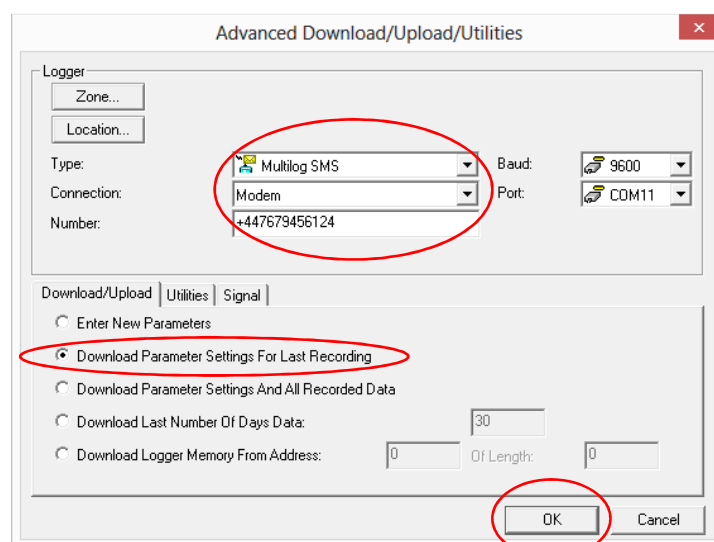 Advanced Download/Upload/Utilities
x
Logger
Zone...
Location...
Type: Multilog SMS Baud: 9600
Connection: Modem Port: COM11
Number: +447679456124
Download/Upload Utilities Signal
Enter New Parameters
Download Parameter Settings For Last Recording
Download Parameter Settings And All Recorded Data
Download Last Number Of Days Data: 30
Download Logger Memory From Address: 0 Of Length: 0
OK Cancel